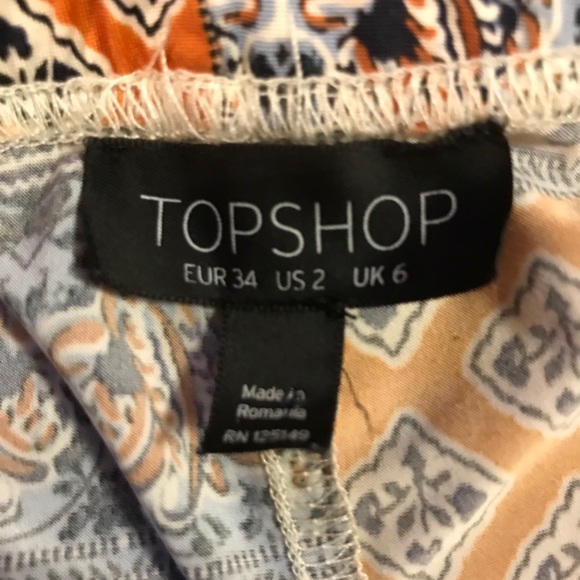 TOPSHOP
EUR 34 US 2 UK 6
Made in
Romania
RN 125149